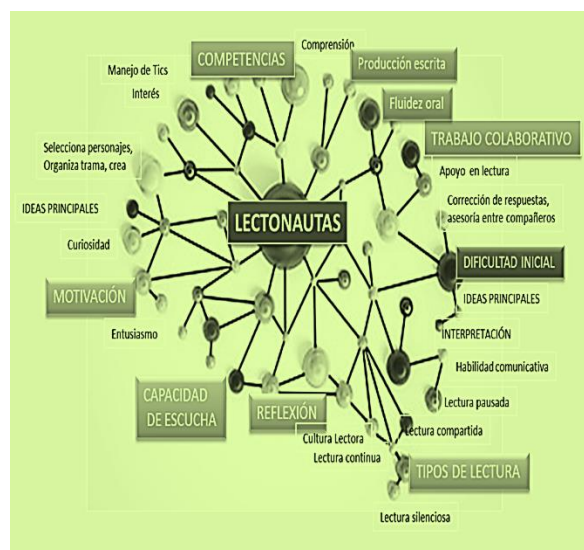 Comprensión
COMPETENCIAS
Manejo de Tics
Producción escrita
Interés
Fluidez oral
TRABAJO COLABORATIVO
Selecciona personajes,
Organiza trama, crea
Apoyo en lectura
Corrección de respuestas,
asesoría entre compañeros
IDEAS PRINCIPALES
LECTONAUTAS
Curiosidad
DIFICULTAD INICIAL
MOTIVACIÓN
IDEAS PRINCIPALES
Entusiasmo
INTERPRETACIÓN
Habilidad comunicativa
CAPACIDAD
DE ESCUCHA
REFLEXIÓN
Lectura pausada
Cultura Lectora
Lectura compartida
Lectura continua
TIPOS DE LECTURA
Lectura silenciosa